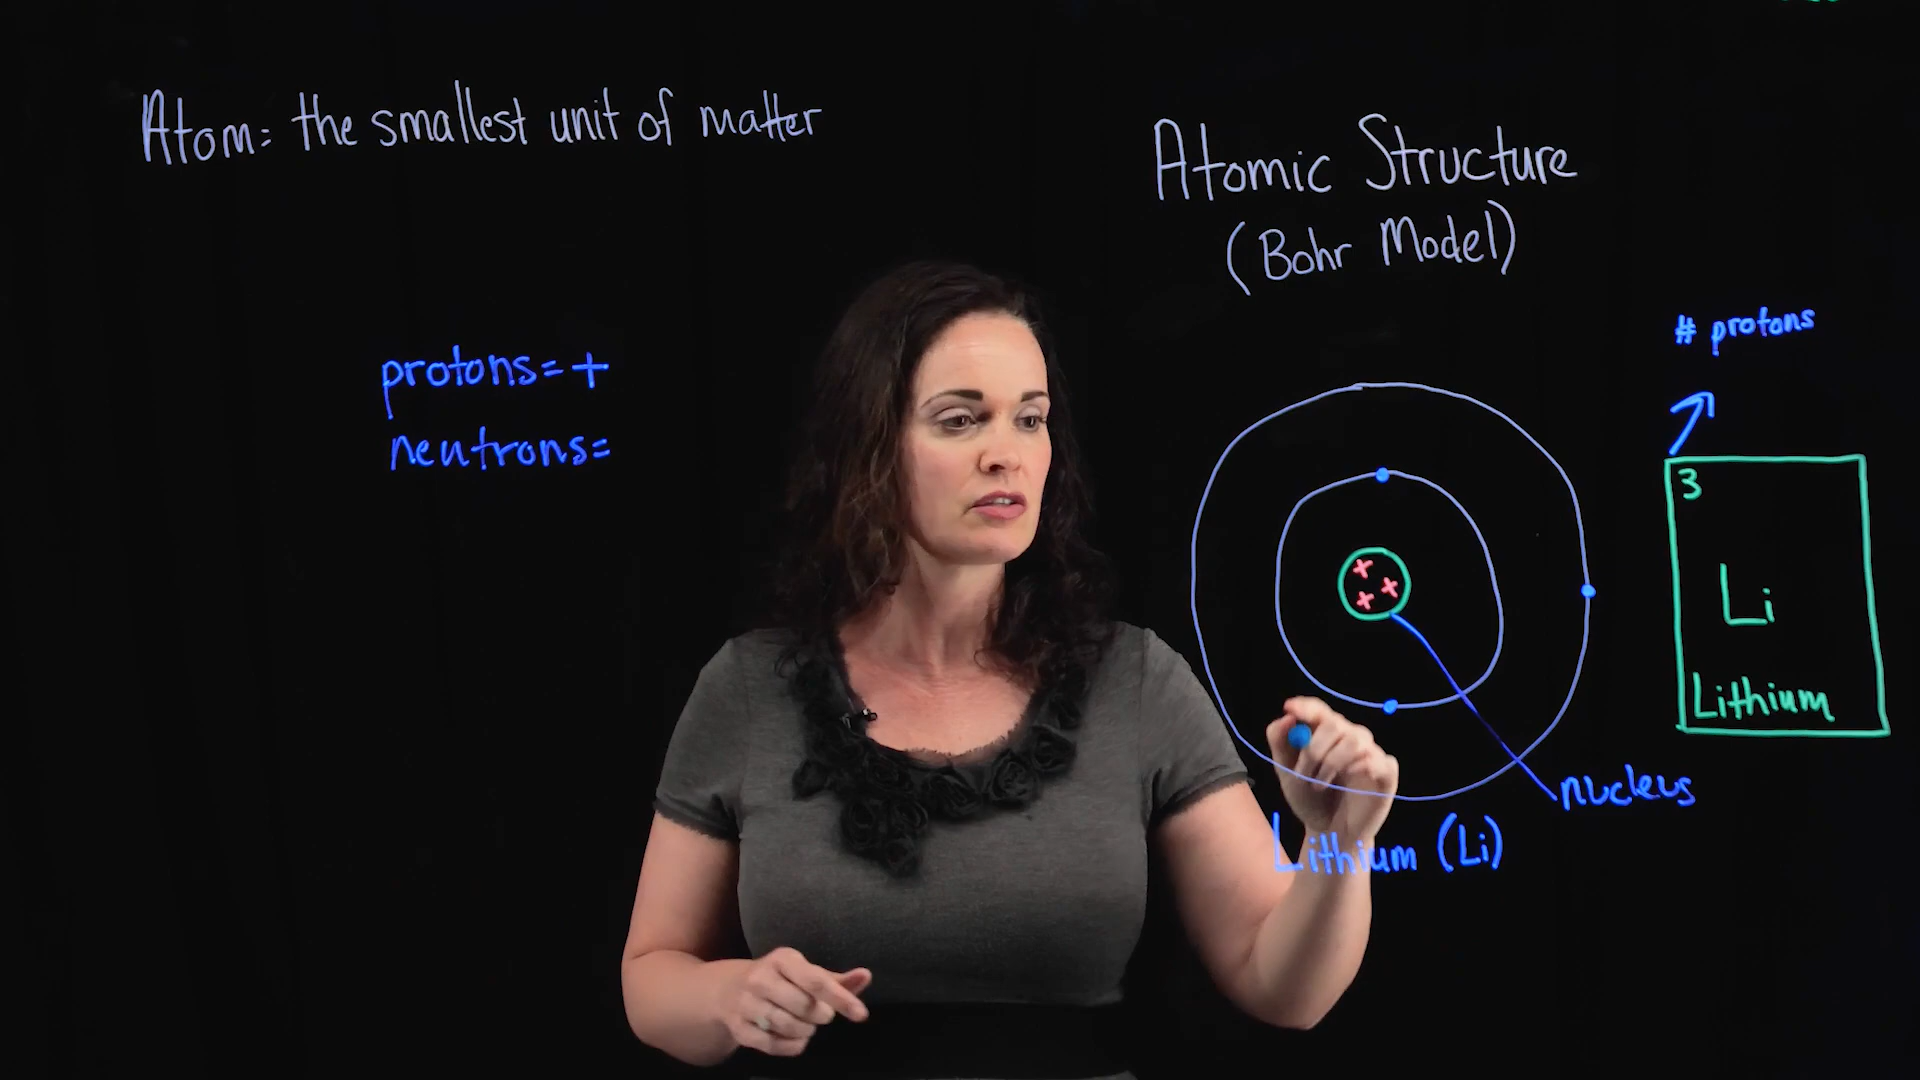 Atom= the smallest unit of matter
Atomic Structure
(Bohr Model)
# protons
protons= +
neutrons=
3
+
+
+
Li
Lithium
nucleus
Lithium (Li)